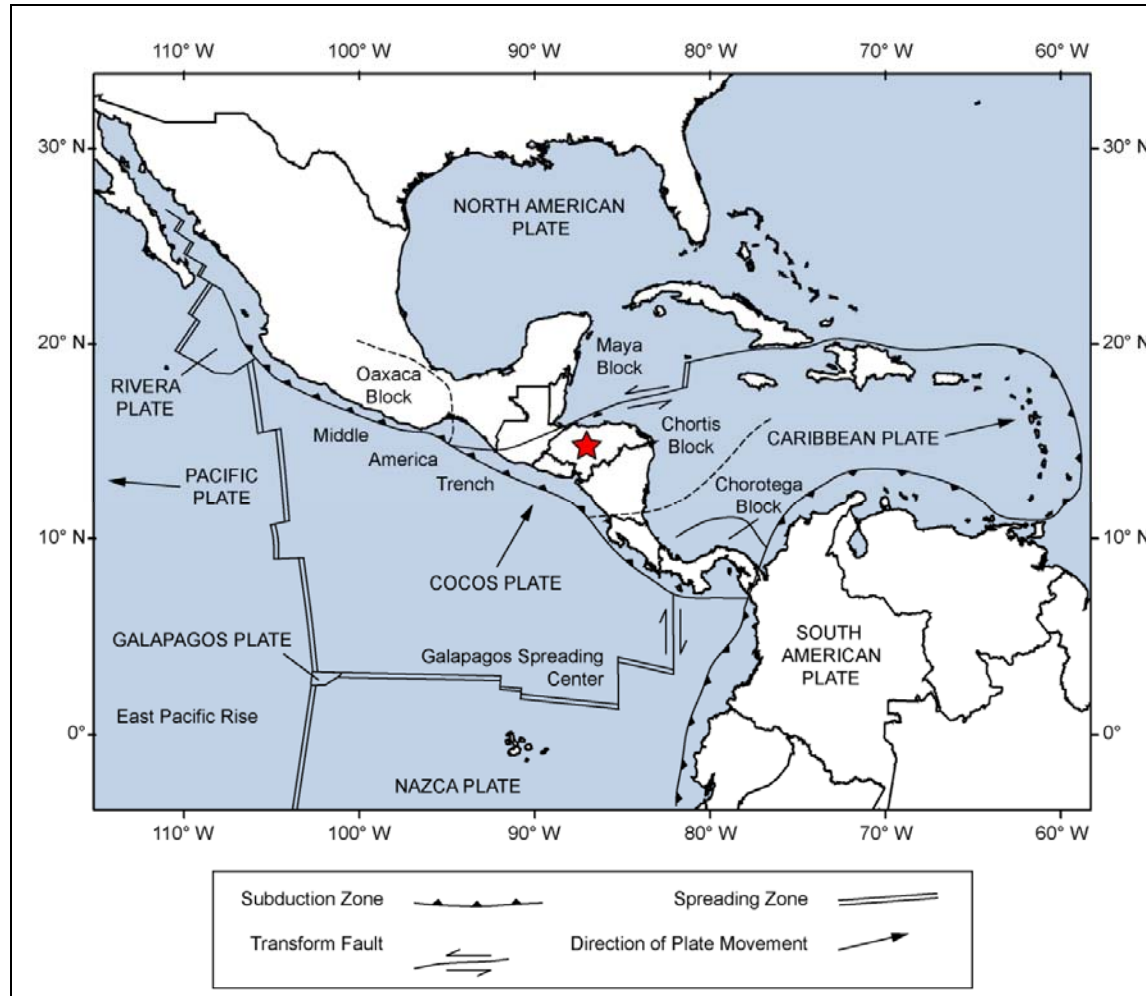 110° W 100° W 90° W 80° W 70° W 60° W
30° N 30° N
NORTH AMERICAN
PLATE
20° N 20° N
Maya
Block
Oaxaca
Block
RIVERA
PLATE
Middle
America
Trench
Chortis
Block
CARIBBEAN PLATE
PACIFIC
PLATE
Chorotega
Block
10° N 10° N
COCOS PLATE
GALAPAGOS PLATE
Galapagos Spreading
Center
SOUTH
AMERICAN
PLATE
East Pacific Rise
0° 0°
NAZCA PLATE
110° W 100° W 90° W 80° W 70° W 60° W
Subduction Zone Spreading Zone
Transform Fault Direction of Plate Movement